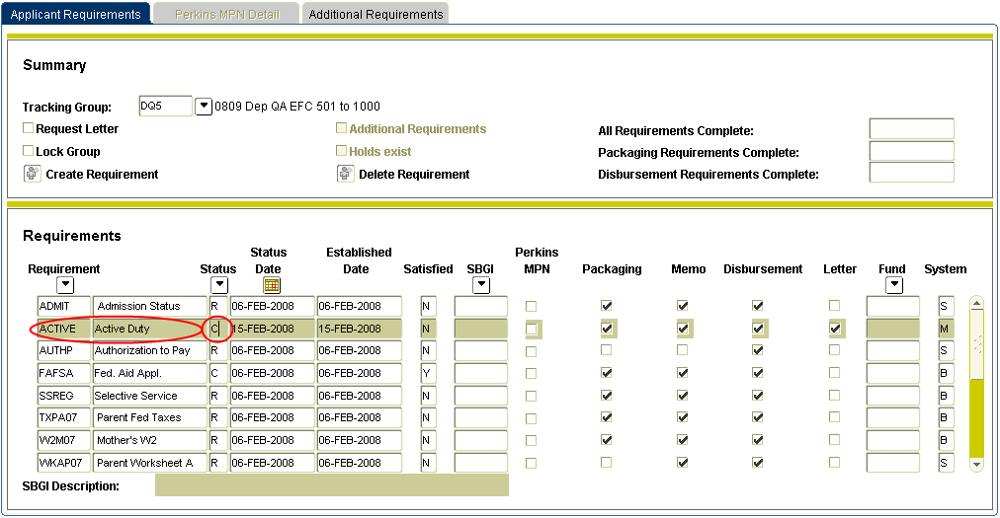 Applicant Requirements Perkins MPN Detail Additional Requirements
Summary
Tracking Group: DQ5 0809 Dep QA EFC 501 to 1000
Request Letter Additional Requirements All Requirements Complete:
Lock Group Holds exist Packaging Requirements Complete:
Create Requirement Delete Requirement Disbursement Requirements Complete:
Requirements
Status Established Perkins
Requirement Status Date Date Satisfied SBGI MPN Packaging Memo Disbursement Letter Fund System
ADMIT Admission Status R 06-FEB-2008 06-FEB-2008 N S
ACTIVE Active Duty C 15-FEB-2008 15-FEB-2008 N M
AUTHP Authorization to Pay R 06-FEB-2008 06-FEB-2008 N S
FAFSA Fed. Aid Appl. C 06-FEB-2008 06-FEB-2008 Y B
SSREG Selective Service R 06-FEB-2008 06-FEB-2008 N B
TXPA07 Parent Fed Taxes R 06-FEB-2008 06-FEB-2008 N B
W2M07 Mother's W2 R 06-FEB-2008 06-FEB-2008 N B
WKAP07 Parent Worksheet A R 06-FEB-2008 06-FEB-2008 N S
SBGI Description: